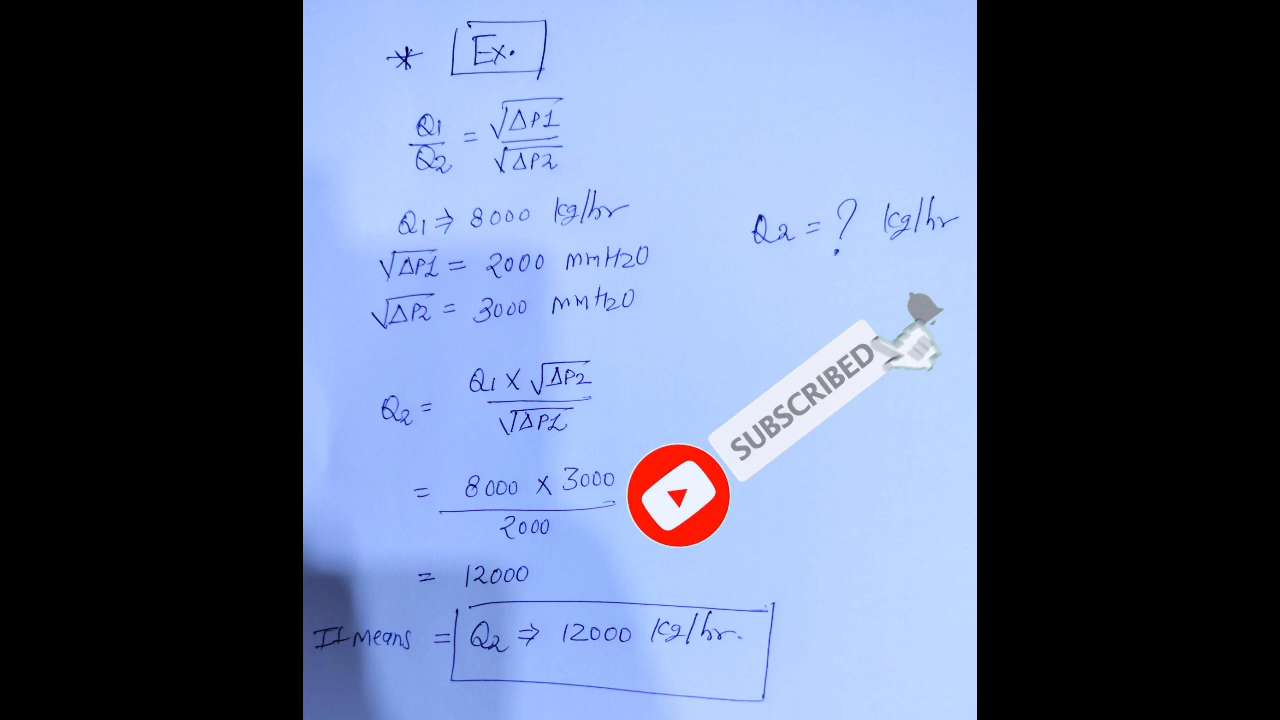 * Ex.
Q1/Q2 = √ΔP1/√ΔP2
Q1 ⇒ 8000 kg/hr
Q2 = ? kg/hr
√ΔP1 = 2000 mmH2O
√ΔP2 = 3000 mmH2O
Q2 = Q1 × √ΔP2 / √ΔP1
= 8000 × 3000 / 2000
= 12000
It means = Q2 ⇒ 12000 kg/hr.
SUBSCRIBED